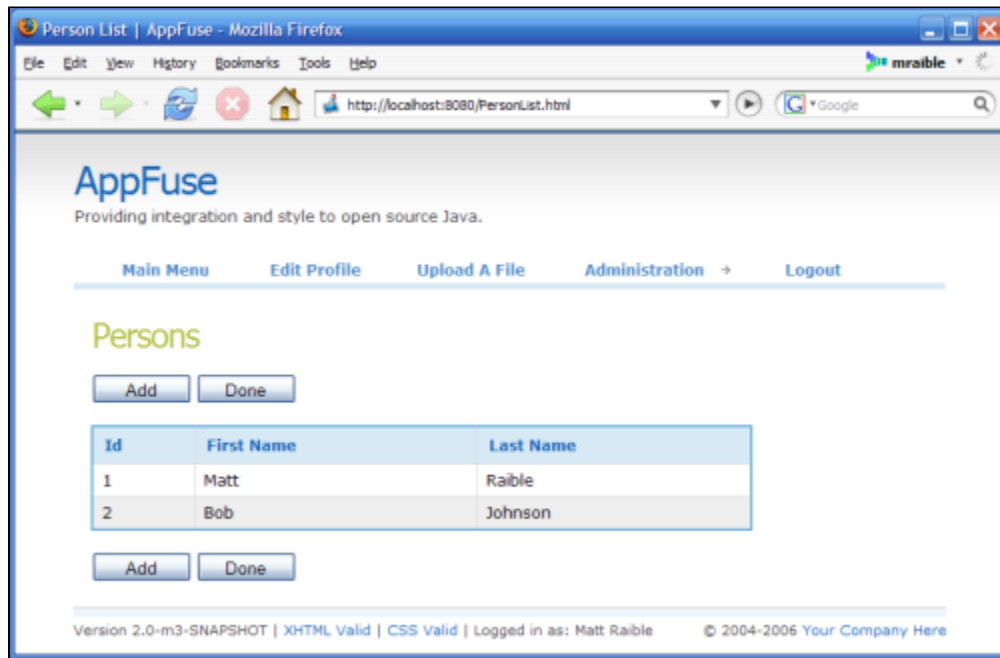 Person List | AppFuse - Mozilla Firefox
File Edit View History Bookmarks Tools Help mraible
http://localhost:8080/PersonList.html G Google
AppFuse
Providing integration and style to open source Java.
Main Menu Edit Profile Upload A File Administration → Logout
Persons
Add Done
Id First Name Last Name
1 Matt Raible
2 Bob Johnson
Add Done
Version 2.0-m3-SNAPSHOT | XHTML Valid | CSS Valid | Logged in as: Matt Raible © 2004-2006 Your Company Here